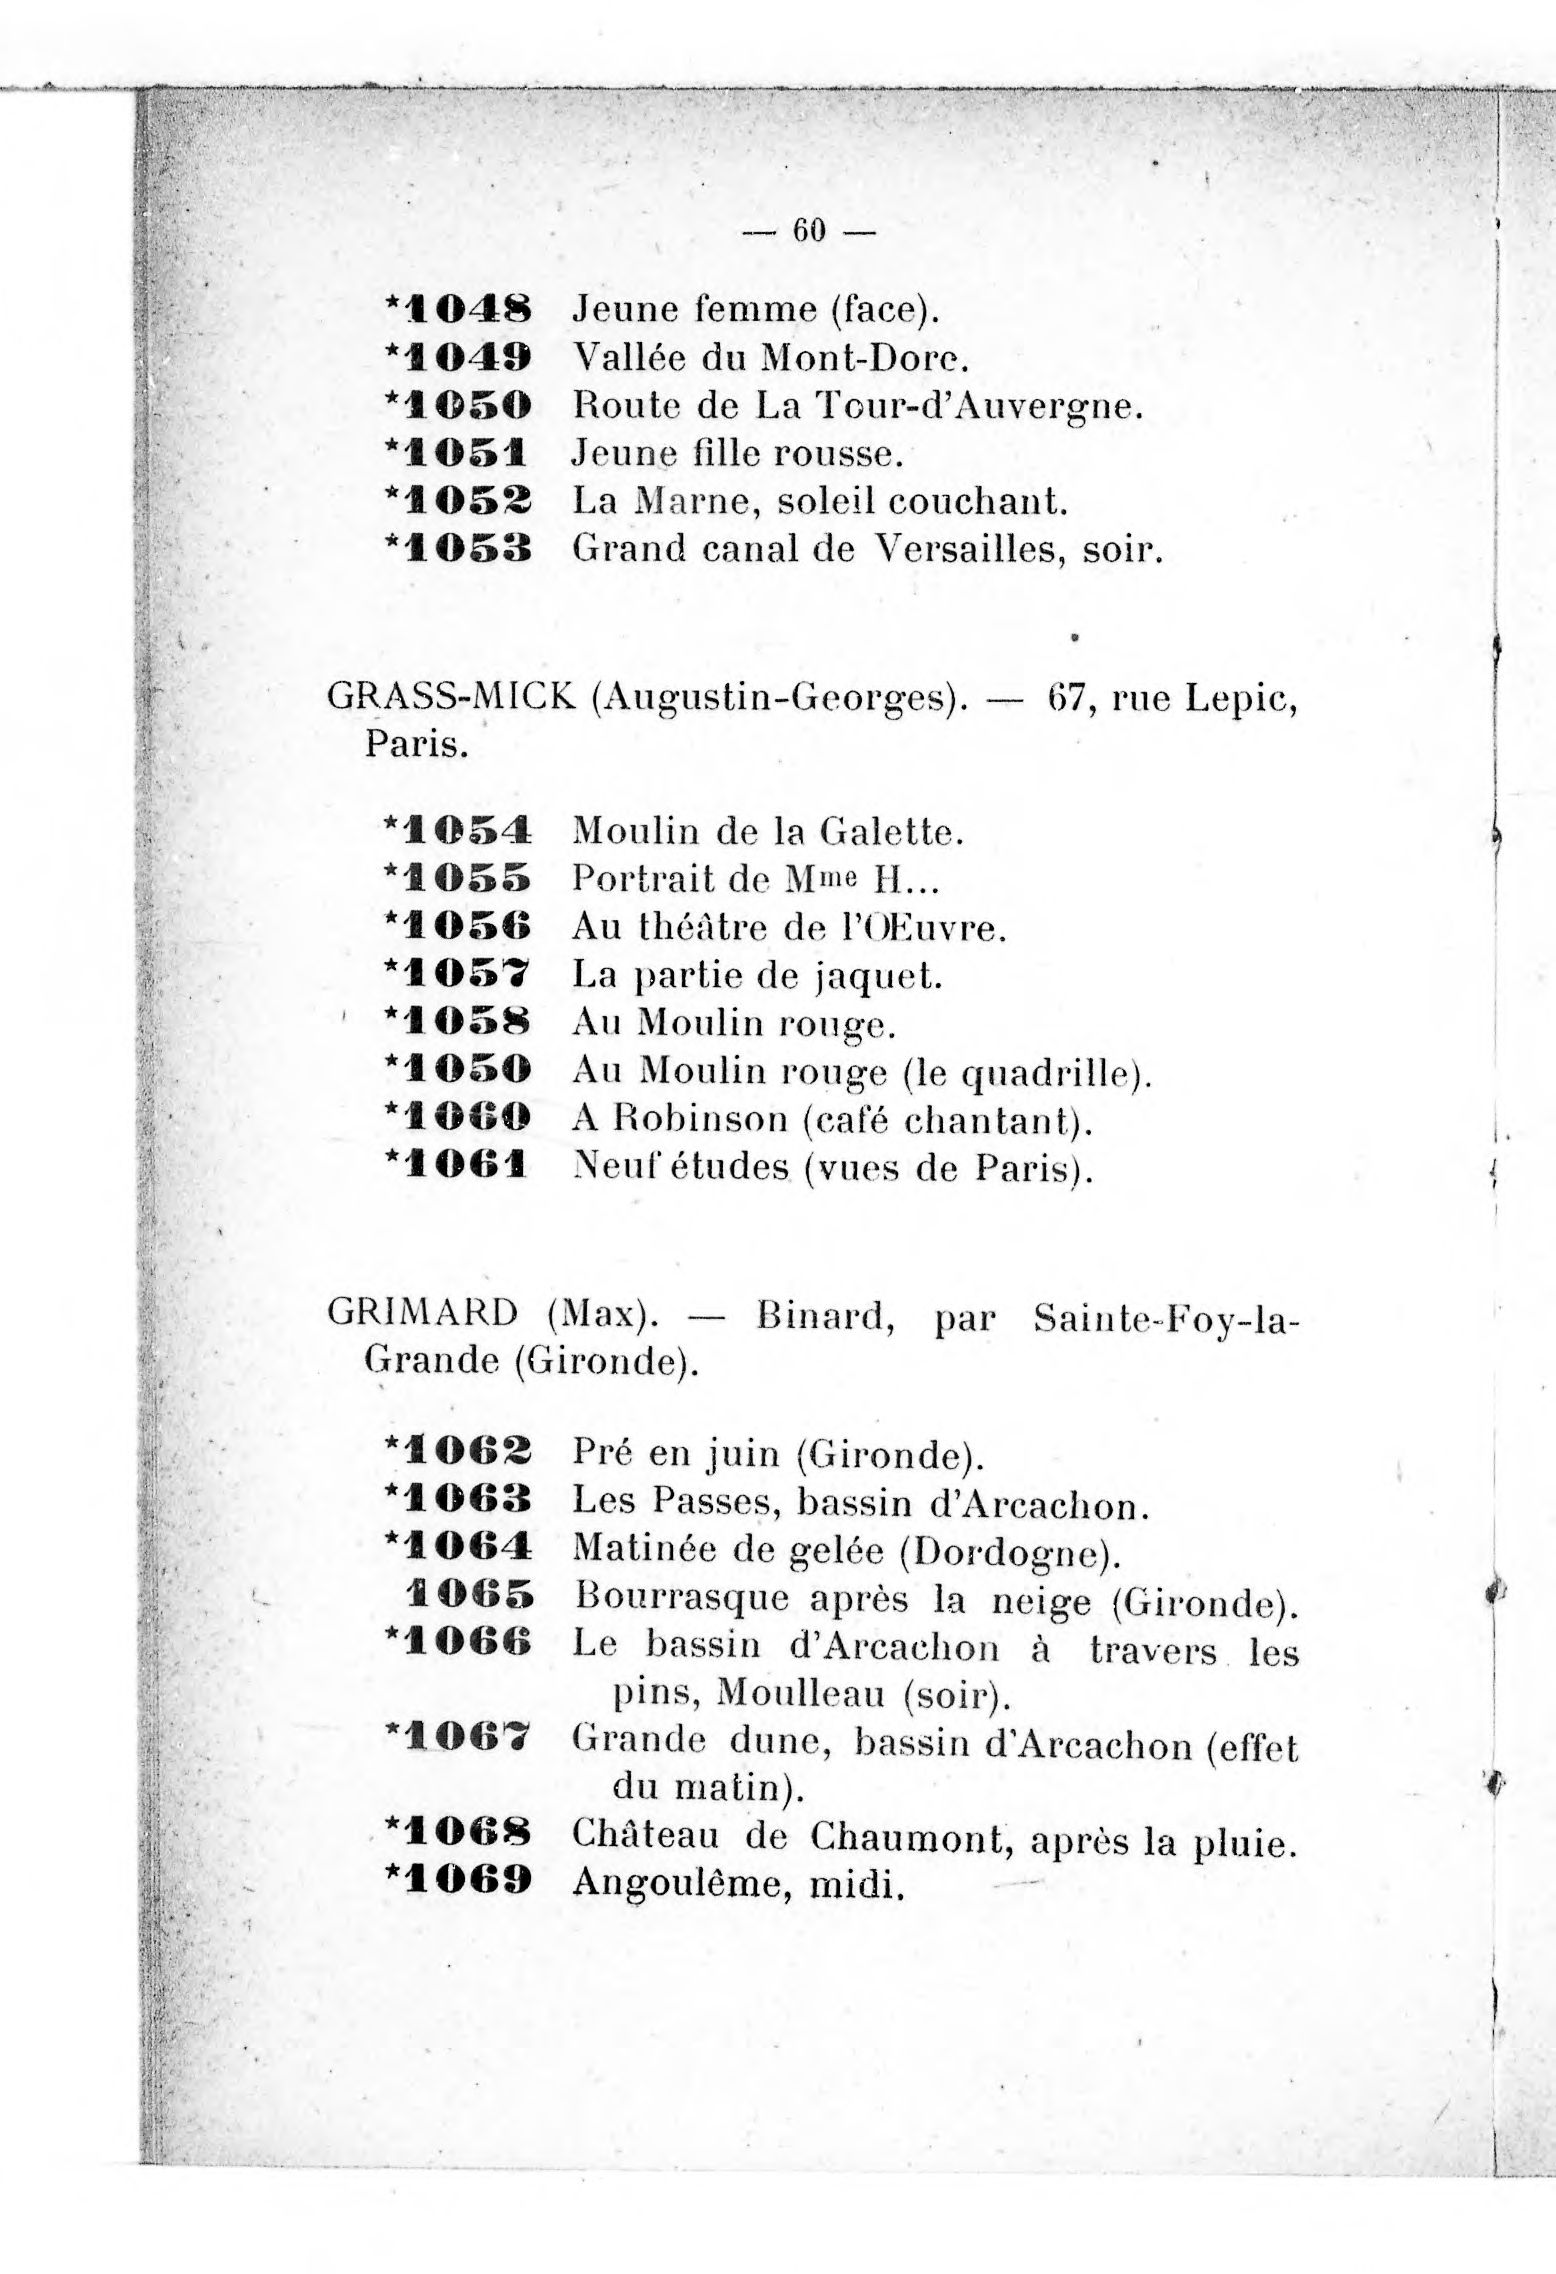 — 60 —
*1048 Jeune femme (face).
*1049 Vallée du Mont-Dore.
*1050 Route de La Tour-d'Auvergne.
*1051 Jeune fille rousse.
*1052 La Marne, soleil couchant.
*1053 Grand canal de Versailles, soir.
GRASS-MICK (Augustin-Georges). — 67, rue Lepic,
Paris.
*1054 Moulin de la Galette.
*1055 Portrait de Mme H...
*1056 Au théâtre de l'OEuvre.
*1057 La partie de jaquet.
*1058 Au Moulin rouge.
*1050 Au Moulin rouge (le quadrille).
*1060 A Robinson (café chantant).
*1061 Neuf études (vues de Paris).
GRIMARD (Max). — Binard, par Sainte-Foy-la-
Grande (Gironde).
*1062 Pré en juin (Gironde).
*1063 Les Passes, bassin d'Arcachon.
*1064 Matinée de gelée (Dordogne).
1065 Bourrasque après la neige (Gironde).
*1066 Le bassin d'Arcachon à travers les
pins, Moulleau (soir).
*1067 Grande dune, bassin d'Arcachon (effet
du matin).
*1068 Château de Chaumont, après la pluie.
*1069 Angoulême, midi.